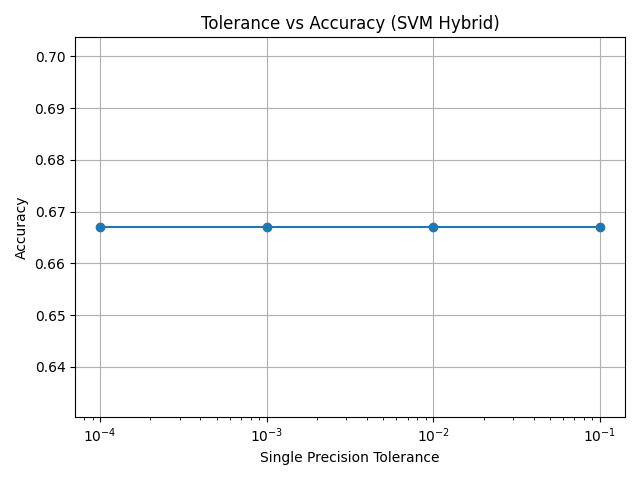 Tolerance vs Accuracy (SVM Hybrid)
0.70
0.69
0.68
0.67
0.66
0.65
0.64
Accuracy
10⁻⁴ 10⁻³ 10⁻² 10⁻¹
Single Precision Tolerance